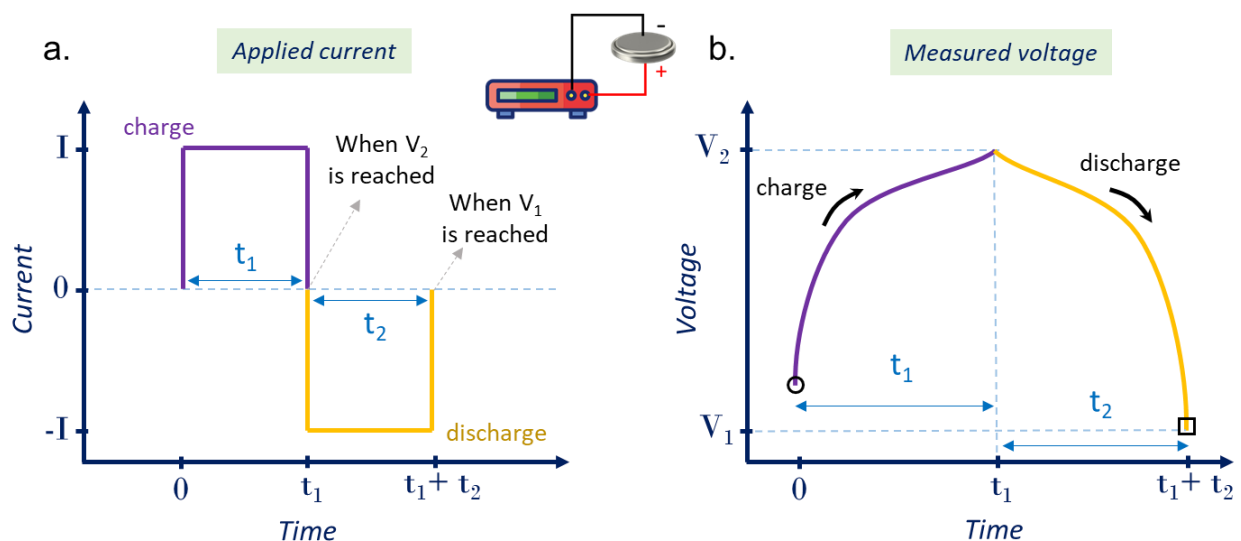 a.
Applied current
-
+
charge
I
When V₂
is reached
When V₁
is reached
t₁
0
t₂
Current
-I
discharge
0
t₁
t₁+ t₂
Time
b.
Measured voltage
V₂
charge
discharge
Voltage
t₁
t₂
V₁
0
t₁
t₁+ t₂
Time